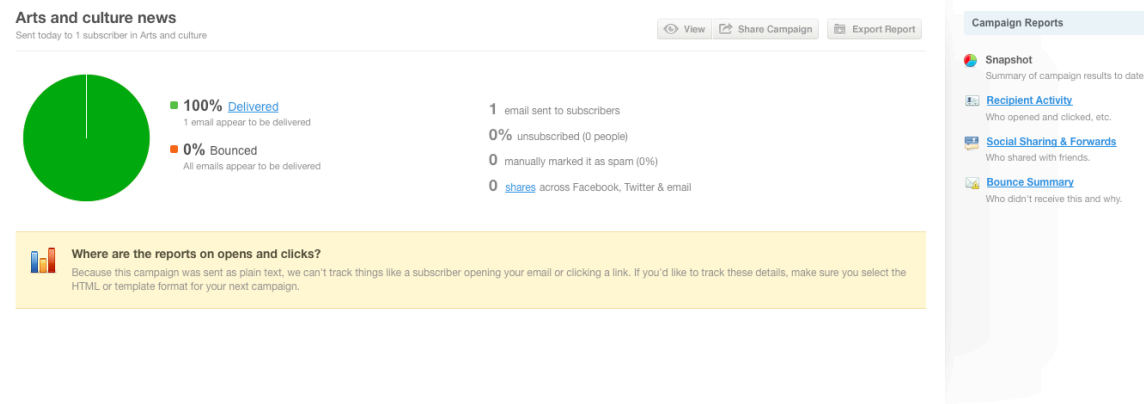 Arts and culture news
Sent today to 1 subscriber in Arts and culture
View
Share Campaign
Export Report
100% Delivered
1 email appear to be delivered
0% Bounced
All emails appear to be delivered
1 email sent to subscribers
0% unsubscribed (0 people)
0 manually marked it as spam (0%)
0 shares across Facebook, Twitter & email
Where are the reports on opens and clicks?
Because this campaign was sent as plain text, we can't track things like a subscriber opening your email or clicking a link. If you'd like to track these details, make sure you select the
HTML or template format for your next campaign.
Campaign Reports
Snapshot
Summary of campaign results to date
Recipient Activity
Who opened and clicked, etc.
Social Sharing & Forwards
Who shared with friends.
Bounce Summary
Who didn't receive this and why.